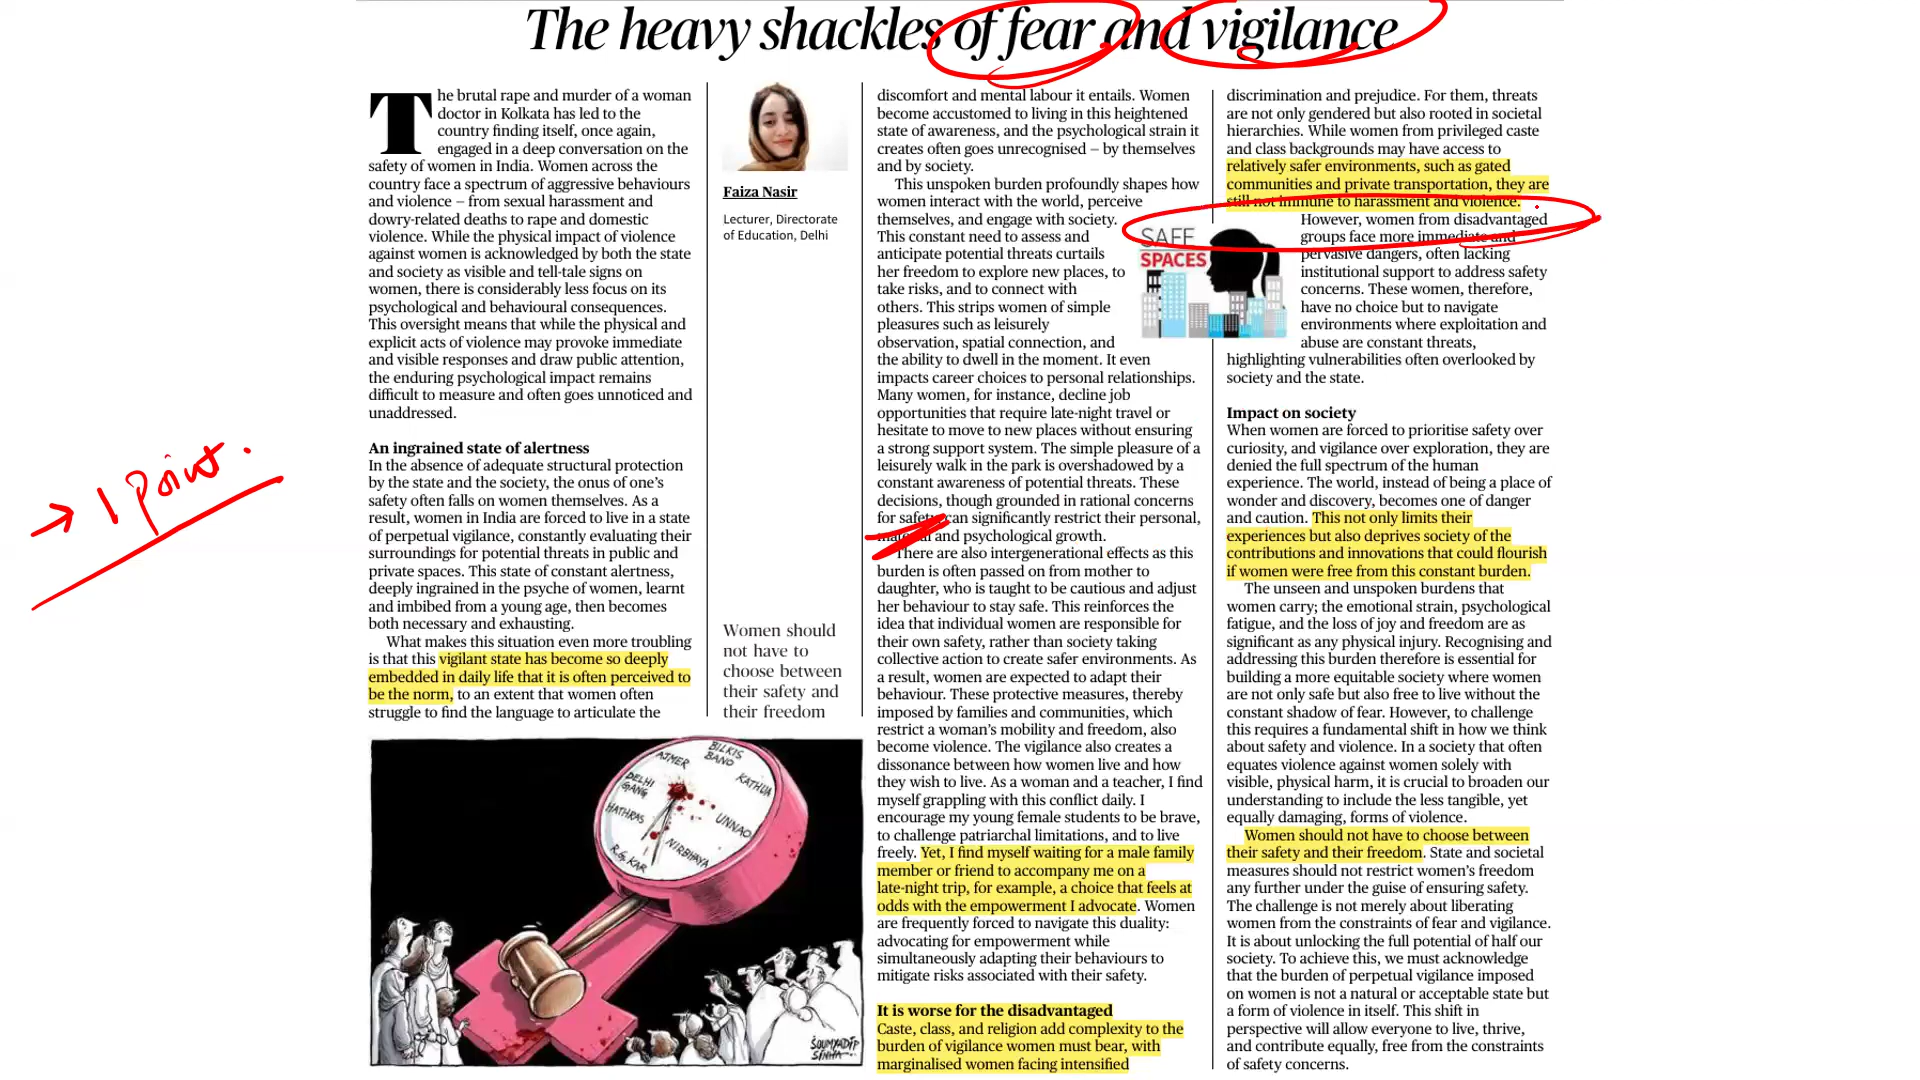 The heavy shackles of fear and vigilance
The brutal rape and murder of a woman
doctor in Kolkata has led to the
country finding itself, once again,
engaged in a deep conversation on the
safety of women in India. Women across the
country face a spectrum of aggressive behaviours
and violence — from sexual harassment and
dowry-related deaths to rape and domestic
violence. While the physical impact of violence
against women is acknowledged by both the state
and society as visible and tell-tale signs on
women, there is considerably less focus on its
psychological and behavioural consequences.
This oversight means that while the physical and
explicit acts of violence may provoke immediate
and visible responses and draw public attention,
the enduring psychological impact remains
difficult to measure and often goes unnoticed and
unaddressed.
An ingrained state of alertness
In the absence of adequate structural protection
by the state and the society, the onus of one's
safety often falls on women themselves. As a
result, women in India are forced to live in a state
of perpetual vigilance, constantly evaluating their
surroundings for potential threats in public and
private spaces. This state of constant alertness,
deeply ingrained in the psyche of women, learnt
and imbibed from a young age, then becomes
both necessary and exhausting.
What makes this situation even more troubling
is that this vigilant state has become so deeply
embedded in daily life that it is often perceived to
be the norm, to an extent that women often
struggle to find the language to articulate the
→ 1 Point.
Faiza Nasir
Lecturer, Directorate
of Education, Delhi
Women should
not have to
choose between
their safety and
their freedom
AJMER
BILKIS
BANO
KATHUA
DELHI
GANG
HATHRAS
UNNAO
NIRBHAYA
R.G. KAR
SOUMYADIP
SINHA
discomfort and mental labour it entails. Women
become accustomed to living in this heightened
state of awareness, and the psychological strain it
creates often goes unrecognised — by themselves
and by society.
This unspoken burden profoundly shapes how
women interact with the world, perceive
themselves, and engage with society.
This constant need to assess and
anticipate potential threats curtails
her freedom to explore new places, to
take risks, and to connect with
others. This strips women of simple
pleasures such as leisurely
observation, spatial connection, and
the ability to dwell in the moment. It even
impacts career choices to personal relationships.
Many women, for instance, decline job
opportunities that require late-night travel or
hesitate to move to new places without ensuring
a strong support system. The simple pleasure of a
leisurely walk in the park is overshadowed by a
constant awareness of potential threats. These
decisions, though grounded in rational concerns
for safety, can significantly restrict their personal,
and psychological growth.
There are also intergenerational effects as this
burden is often passed on from mother to
daughter, who is taught to be cautious and adjust
her behaviour to stay safe. This reinforces the
idea that individual women are responsible for
their own safety, rather than society taking
collective action to create safer environments. As
a result, women are expected to adapt their
behaviour. These protective measures, thereby
imposed by families and communities, which
restrict a woman's mobility and freedom, also
become violence. The vigilance also creates a
dissonance between how women live and how
they wish to live. As a woman and a teacher, I find
myself grappling with this conflict daily. I
encourage my young female students to be brave,
to challenge patriarchal limitations, and to live
freely. Yet, I find myself waiting for a male family
member or friend to accompany me on a
late-night trip, for example, a choice that feels at
odds with the empowerment I advocate. Women
are frequently forced to navigate this duality:
advocating for empowerment while
simultaneously adapting their behaviours to
mitigate risks associated with their safety.
It is worse for the disadvantaged
Caste, class, and religion add complexity to the
burden of vigilance women must bear, with
marginalised women facing intensified
SAFE
SPACES
discrimination and prejudice. For them, threats
are not only gendered but also rooted in societal
hierarchies. While women from privileged caste
and class backgrounds may have access to
relatively safer environments, such as gated
communities and private transportation, they are
still not immune to harassment and violence.
However, women from disadvantaged
groups face more immediate and
pervasive dangers, often lacking
institutional support to address safety
concerns. These women, therefore,
have no choice but to navigate
environments where exploitation and
abuse are constant threats,
highlighting vulnerabilities often overlooked by
society and the state.
Impact on society
When women are forced to prioritise safety over
curiosity, and vigilance over exploration, they are
denied the full spectrum of the human
experience. The world, instead of being a place of
wonder and discovery, becomes one of danger
and caution. This not only limits their
experiences but also deprives society of the
contributions and innovations that could flourish
if women were free from this constant burden.
The unseen and unspoken burdens that
women carry; the emotional strain, psychological
fatigue, and the loss of joy and freedom are as
significant as any physical injury. Recognising and
addressing this burden therefore is essential for
building a more equitable society where women
are not only safe but also free to live without the
constant shadow of fear. However, to challenge
this requires a fundamental shift in how we think
about safety and violence. In a society that often
equates violence against women solely with
visible, physical harm, it is crucial to broaden our
understanding to include the less tangible, yet
equally damaging, forms of violence.
Women should not have to choose between
their safety and their freedom. State and societal
measures should not restrict women's freedom
any further under the guise of ensuring safety.
The challenge is not merely about liberating
women from the constraints of fear and vigilance.
It is about unlocking the full potential of half our
society. To achieve this, we must acknowledge
that the burden of perpetual vigilance imposed
on women is not a natural or acceptable state but
a form of violence in itself. This shift in
perspective will allow everyone to live, thrive,
and contribute equally, free from the constraints
of safety concerns.